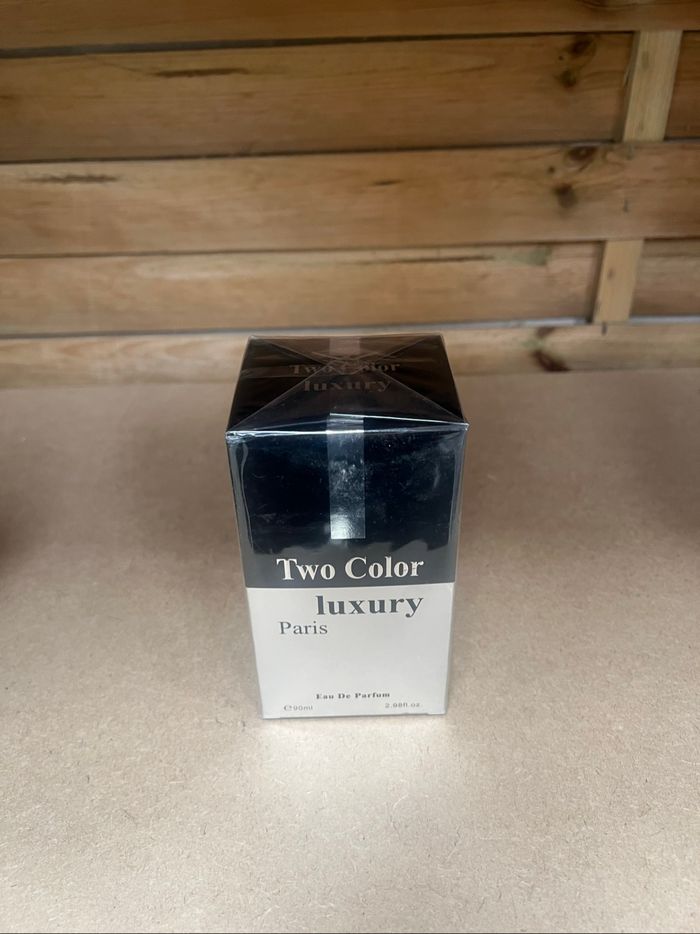 Two Color
luxury
Two Color
luxury
Paris
Eau De Parfum
℮90ml 2.98fl.oz.